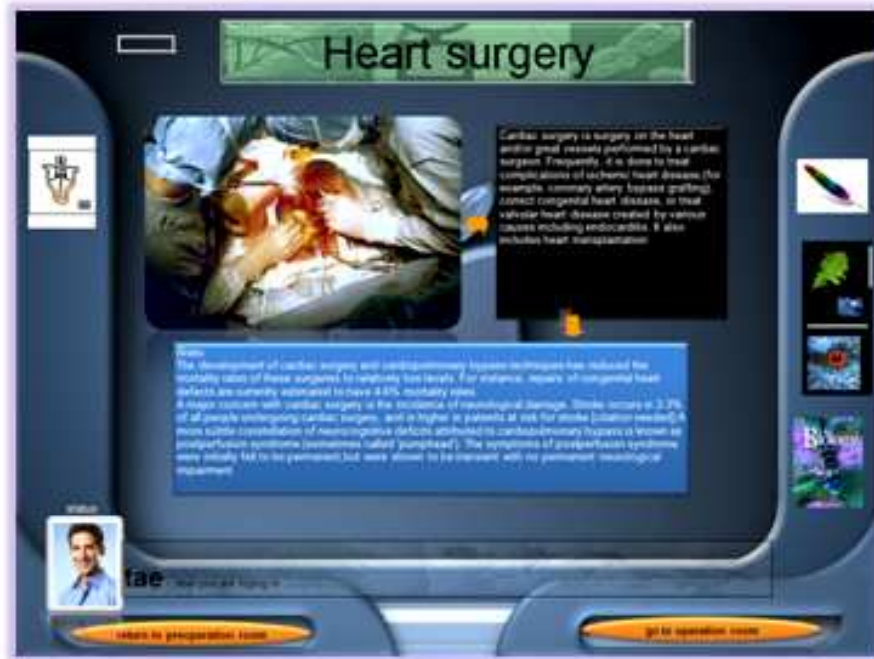 Heart surgery
Cardiac surgery is surgery on the heart
and/or great vessels performed by a cardiac
surgeon. Frequently, it is done to treat
complications of ischemic heart disease (for
example, coronary artery bypass grafting),
correct congenital heart disease, or treat
valvular heart disease created by various
causes including endocarditis. It also
includes heart transplantation
Risks
The development of cardiac surgery and cardiopulmonary bypass techniques has reduced the
mortality rates of these surgeries to relatively low levels. For instance, repairs of congenital heart
defects are currently estimated to have 4-6% mortality rates.
A major concern with cardiac surgery is the incidence of neurological damage. Stroke occurs in
of all people undergoing cardiac surgery, and is higher in patients at risk for stroke.[citation needed] A
more subtle constellation of neurocognitive deficits attributed to cardiopulmonary bypass is known as
postperfusion syndrome (sometimes called 'pumphead'). The symptoms of postperfusion syndrome
were initially felt to be permanent,but were shown to be transient with no permanent neurological
impairment
status
tae
return to preoperation room
go to operation room